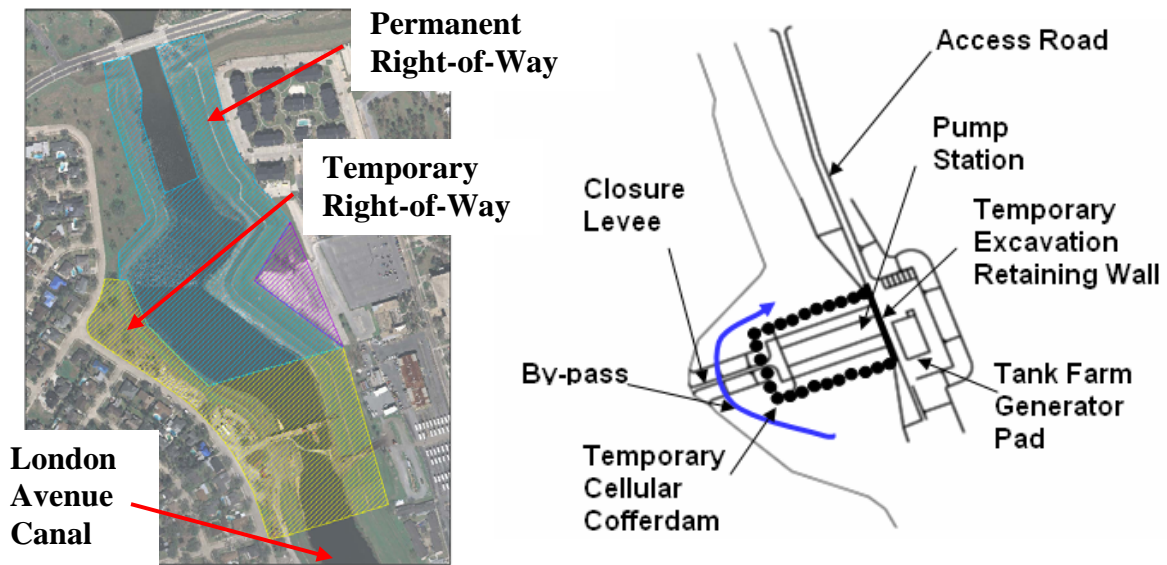 Permanent
Right-of-Way
Temporary
Right-of-Way
London
Avenue
Canal
Access Road
Pump
Station
Closure
Levee
Temporary
Excavation
Retaining Wall
By-pass
Tank Farm
Generator
Pad
Temporary
Cellular
Cofferdam